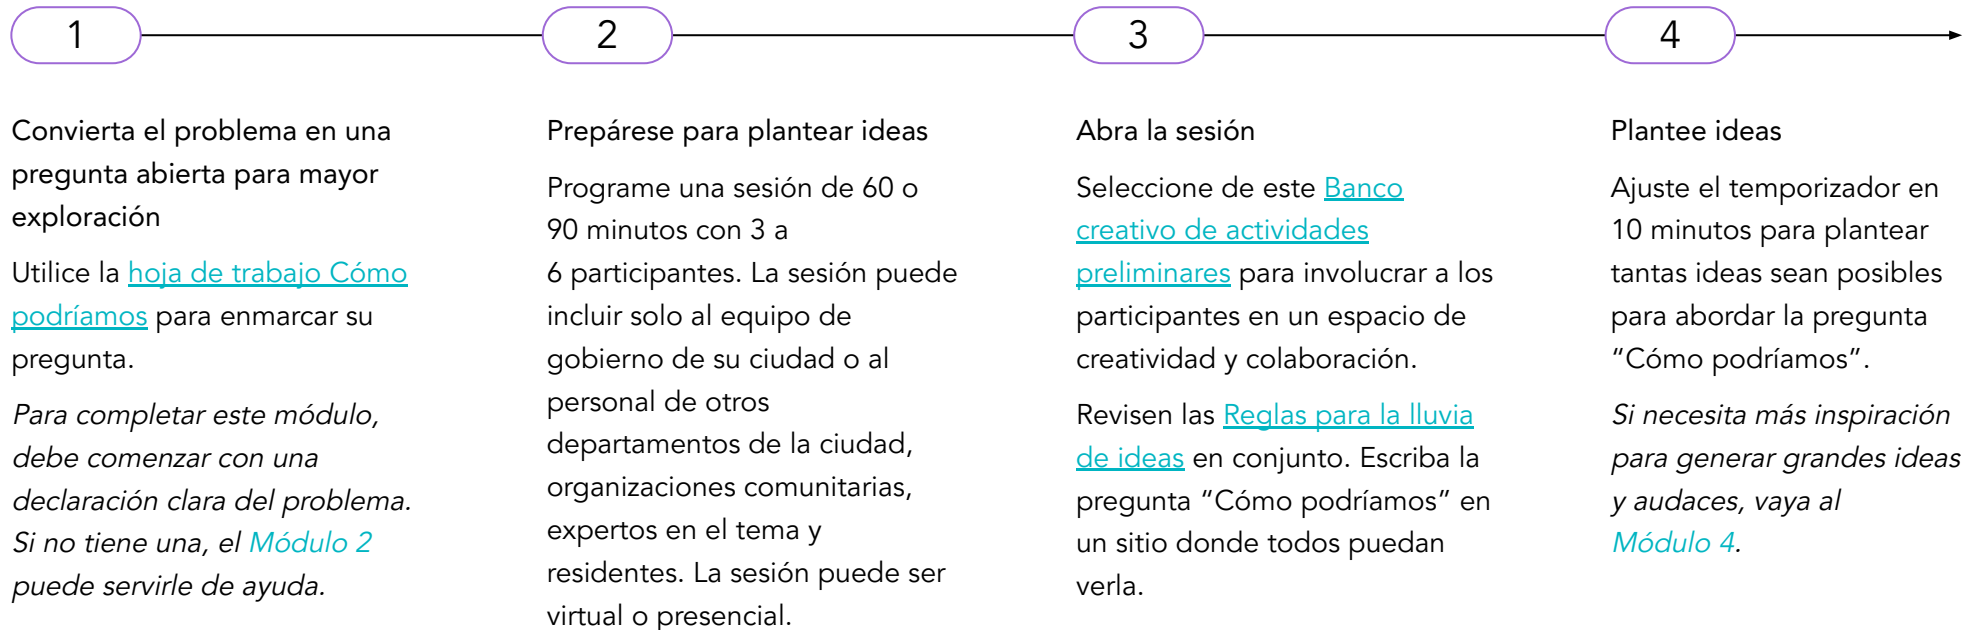 1
2
3
4
Convierta el problema en una
pregunta abierta para mayor
exploración
Utilice la hoja de trabajo Cómo
podríamos para enmarcar su
pregunta.
Para completar este módulo,
debe comenzar con una
declaración clara del problema.
Si no tiene una, el Módulo 2
puede servirle de ayuda.
Prepárese para plantear ideas
Programe una sesión de 60 o
90 minutos con 3 a
6 participantes. La sesión puede
incluir solo al equipo de
gobierno de su ciudad o al
personal de otros
departamentos de la ciudad,
organizaciones comunitarias,
expertos en el tema y
residentes. La sesión puede ser
virtual o presencial.
Abra la sesión
Seleccione de este Banco
creativo de actividades
preliminares para involucrar a los
participantes en un espacio de
creatividad y colaboración.
Revisen las Reglas para la lluvia
de ideas en conjunto. Escriba la
pregunta “Cómo podríamos” en
un sitio donde todos puedan
verla.
Plantee ideas
Ajuste el temporizador en
10 minutos para plantear
tantas ideas sean posibles
para abordar la pregunta
“Cómo podríamos”.
Si necesita más inspiración
para generar grandes ideas
y audaces, vaya al
Módulo 4.